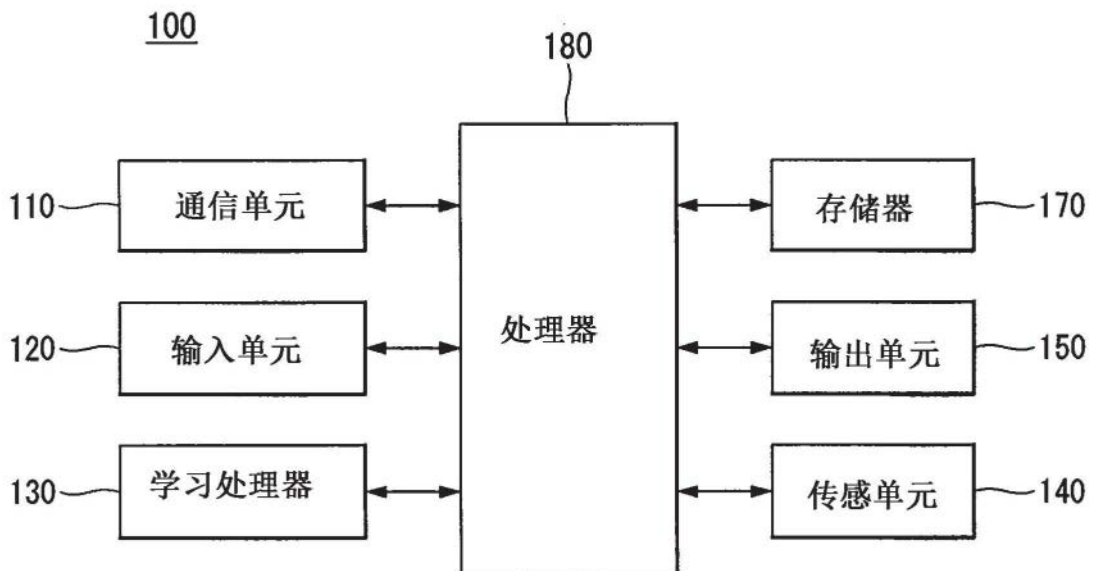 100
180
110
通信单元
存储器
170
120
输入单元
处理器
输出单元
150
130
学习处理器
传感单元
140